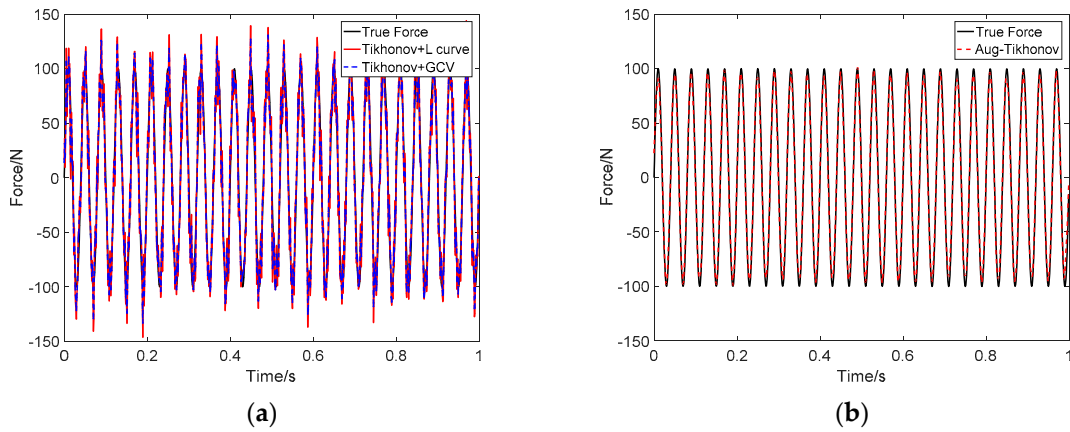 True Force
Tikhonov+L curve
Tikhonov+GCV
150
100
50
0
-50
-100
-150
Force/N
0
0.2
0.4
0.6
0.8
1
Time/s
(a)
True Force
Aug-Tikhonov
150
100
50
0
-50
-100
-150
Force/N
0
0.2
0.4
0.6
0.8
1
Time/s
(b)